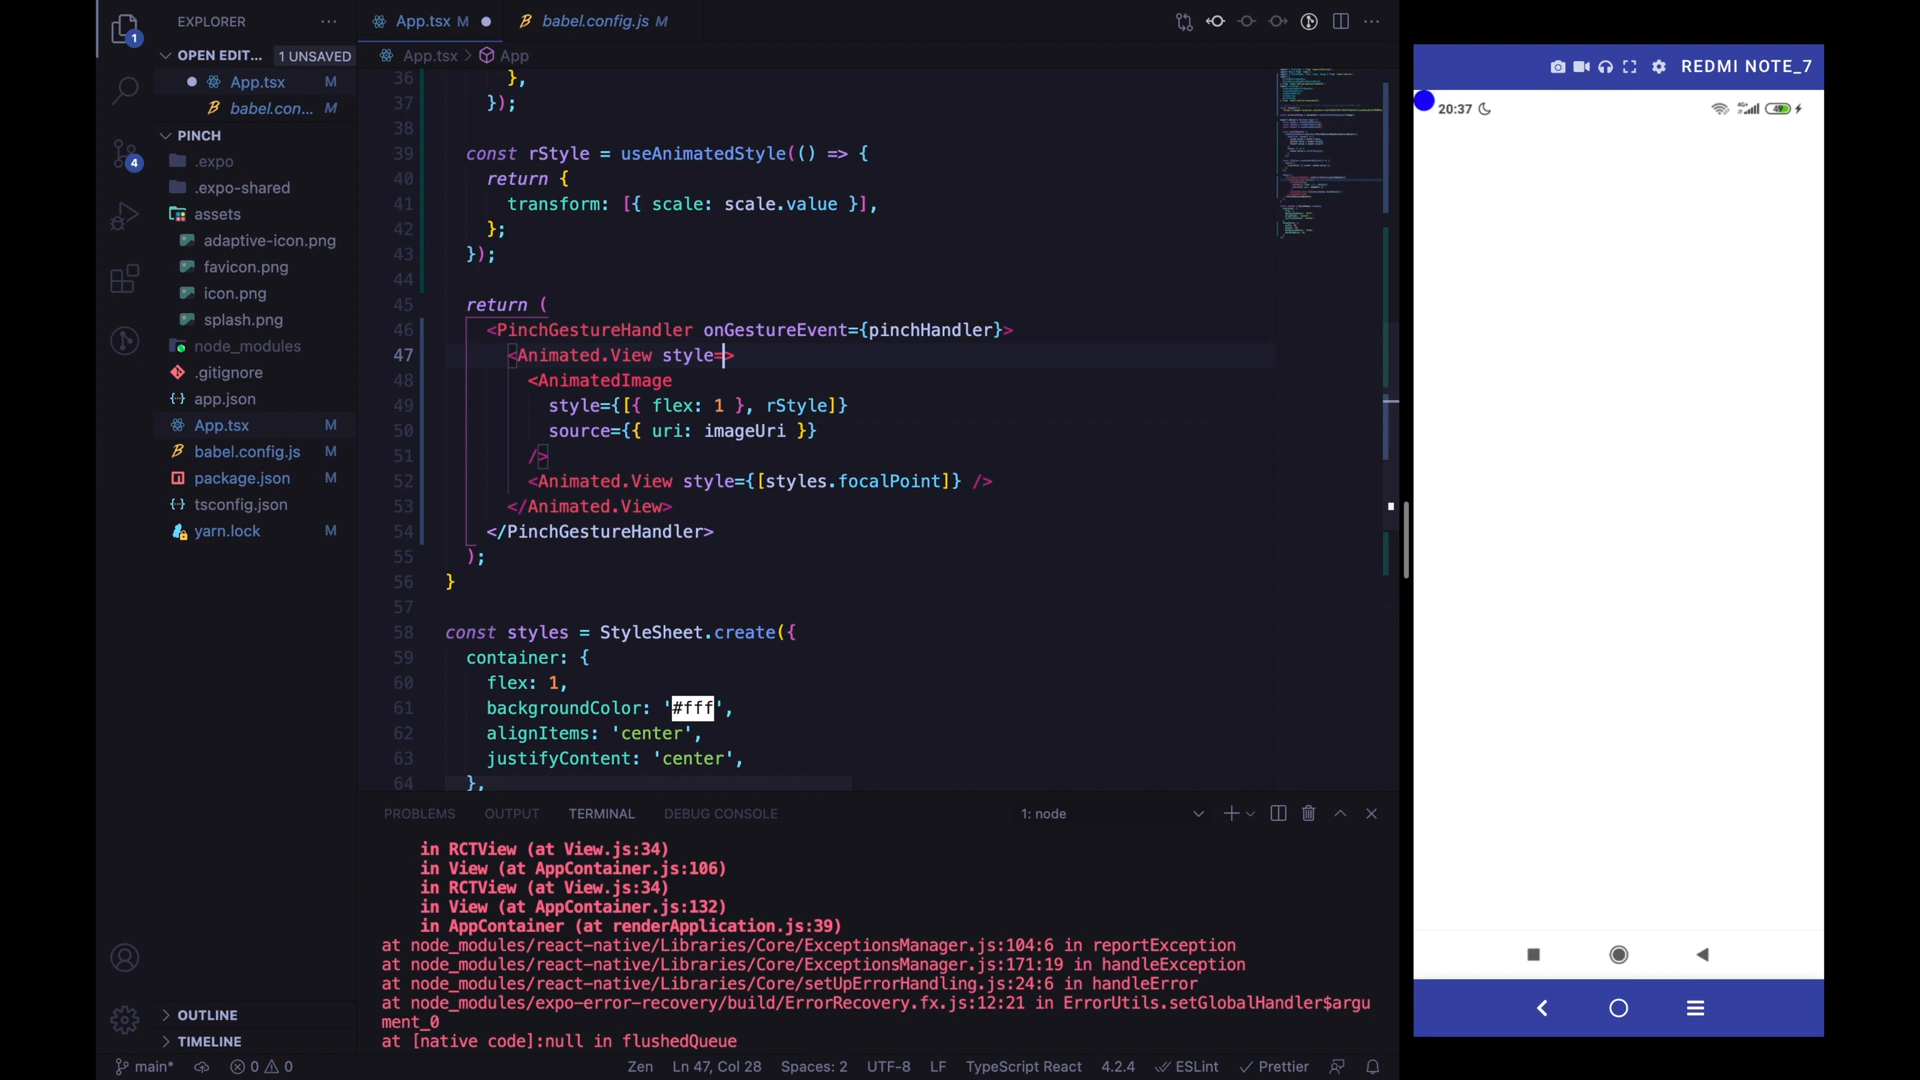 EXPLORER
OPEN EDIT... 1 UNSAVED
App.tsx M
babel.con... M
PINCH
.expo
.expo-shared
assets
adaptive-icon.png
favicon.png
icon.png
splash.png
node_modules
.gitignore
app.json
App.tsx M
babel.config.js M
package.json M
tsconfig.json
yarn.lock M
OUTLINE
TIMELINE
1
4
App.tsx M
babel.config.js M
App.tsx > App
36 },
37 });
38
39 const rStyle = useAnimatedStyle(() => {
40 return {
41 transform: [{ scale: scale.value }],
42 };
43 });
44
45 return (
46 <PinchGestureHandler onGestureEvent={pinchHandler}>
47 <Animated.View style=>
48 <AnimatedImage
49 style={[{ flex: 1 }, rStyle]}
50 source={{ uri: imageUri }}
51 />
52 <Animated.View style={[styles.focalPoint]} />
53 </Animated.View>
54 </PinchGestureHandler>
55 );
56 }
57
58 const styles = StyleSheet.create({
59 container: {
60 flex: 1,
61 backgroundColor: '#fff',
62 alignItems: 'center',
63 justifyContent: 'center',
64 },
PROBLEMS OUTPUT TERMINAL DEBUG CONSOLE 1: node
in RCTView (at View.js:34)
in View (at AppContainer.js:106)
in RCTView (at View.js:34)
in View (at AppContainer.js:132)
in AppContainer (at renderApplication.js:39)
at node_modules/react-native/Libraries/Core/ExceptionsManager.js:104:6 in reportException
at node_modules/react-native/Libraries/Core/ExceptionsManager.js:171:19 in handleException
at node_modules/react-native/Libraries/Core/setUpErrorHandling.js:24:6 in handleError
at node_modules/expo-error-recovery/build/ErrorRecovery.fx.js:12:21 in ErrorUtils.setGlobalHandler$argu
ment_0
at [native code]:null in flushedQueue
main* 0 0 Zen Ln 47, Col 28 Spaces: 2 UTF-8 LF TypeScript React 4.2.4 ESLint Prettier
REDMI NOTE_7
20:37 49